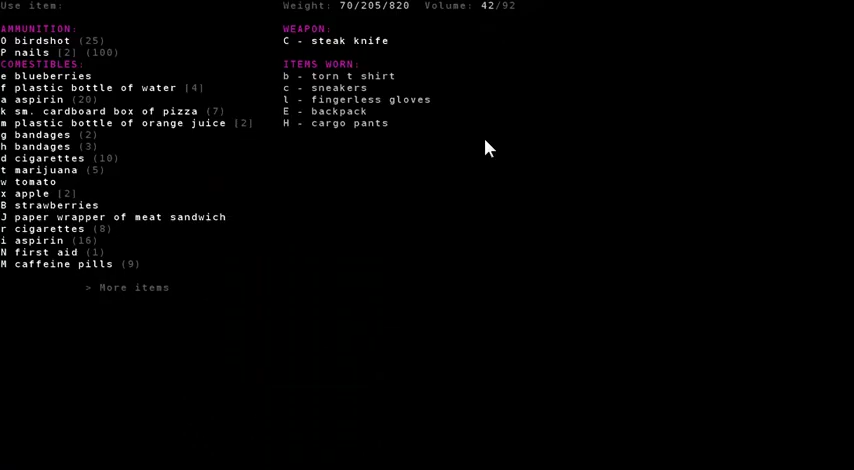 Use item:
Weight: 70/205/820 Volume: 42/92
AMMUNITION:
O birdshot (25)
P nails [2] (100)
COMESTIBLES:
e blueberries
f plastic bottle of water [4]
a aspirin (20)
k sm. cardboard box of pizza (7)
m plastic bottle of orange juice [2]
g bandages (2)
h bandages (3)
d cigarettes (10)
t marijuana (5)
w tomato
x apple [2]
B strawberries
J paper wrapper of meat sandwich
r cigarettes (8)
i aspirin (16)
N first aid (1)
M caffeine pills (9)
> More items
WEAPON:
C - steak knife
ITEMS WORN:
b - torn t shirt
c - sneakers
l - fingerless gloves
E - backpack
H - cargo pants